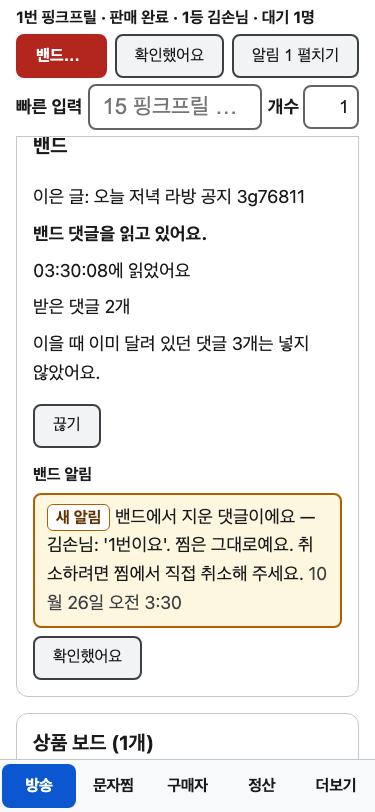 1번 핑크프릴 · 판매 완료 · 1등 김손님 · 대기 1명
밴드...
확인했어요
알림 1 펼치기
빠른 입력
15 핑크프릴 ...
개수
1
밴드
이은 글: 오늘 저녁 라방 공지 3g76811
밴드 댓글을 읽고 있어요.
03:30:08에 읽었어요
받은 댓글 2개
이을 때 이미 달려 있던 댓글 3개는 넣지
않았어요.
끊기
밴드 알림
새 알림 밴드에서 지운 댓글이에요 —
김손님: '1번이요'. 찜은 그대로예요. 취
소하려면 찜에서 직접 취소해 주세요. 10
월 26일 오전 3:30
확인했어요
상품 보드 (1개)
방송
문자찜
구매자
정산
더보기